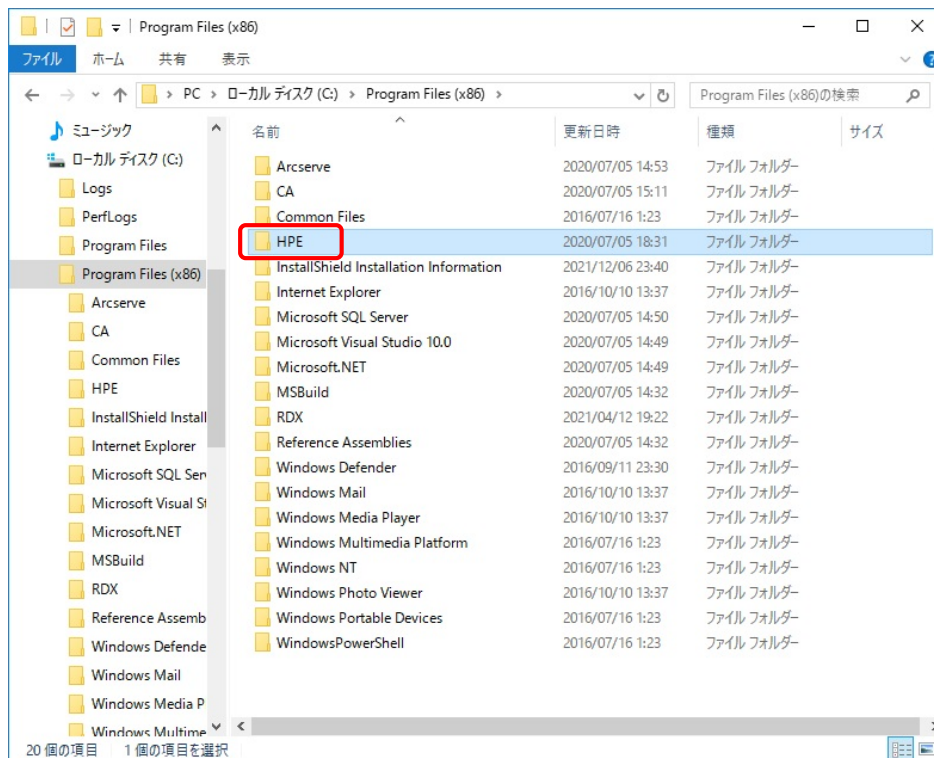 Program Files (x86)
ファイル ホーム 共有 表示
PC ローカル ディスク (C:) Program Files (x86) Program Files (x86)の検索
ミュージック
ローカル ディスク (C:)
Logs
PerfLogs
Program Files
Program Files (x86)
Arcserve
CA
Common Files
HPE
InstallShield Install
Internet Explorer
Microsoft SQL Serv
Microsoft Visual St
Microsoft.NET
MSBuild
RDX
Reference Assemb
Windows Defende
Windows Mail
Windows Media P
Windows Multime
名前 更新日時 種類 サイズ
Arcserve 2020/07/05 14:53 ファイル フォルダー
CA 2020/07/05 15:11 ファイル フォルダー
Common Files 2016/07/16 1:23 ファイル フォルダー
HPE 2020/07/05 18:31 ファイル フォルダー
InstallShield Installation Information 2021/12/06 23:40 ファイル フォルダー
Internet Explorer 2016/10/10 13:37 ファイル フォルダー
Microsoft SQL Server 2020/07/05 14:50 ファイル フォルダー
Microsoft Visual Studio 10.0 2020/07/05 14:49 ファイル フォルダー
Microsoft.NET 2020/07/05 14:49 ファイル フォルダー
MSBuild 2020/07/05 14:32 ファイル フォルダー
RDX 2021/04/12 19:22 ファイル フォルダー
Reference Assemblies 2020/07/05 14:32 ファイル フォルダー
Windows Defender 2016/09/11 23:30 ファイル フォルダー
Windows Mail 2016/10/10 13:37 ファイル フォルダー
Windows Media Player 2016/10/10 13:37 ファイル フォルダー
Windows Multimedia Platform 2016/07/16 1:23 ファイル フォルダー
Windows NT 2016/07/16 1:23 ファイル フォルダー
Windows Photo Viewer 2016/10/10 13:37 ファイル フォルダー
Windows Portable Devices 2016/07/16 1:23 ファイル フォルダー
WindowsPowerShell 2016/07/16 1:23 ファイル フォルダー
20 個の項目 1 個の項目を選択